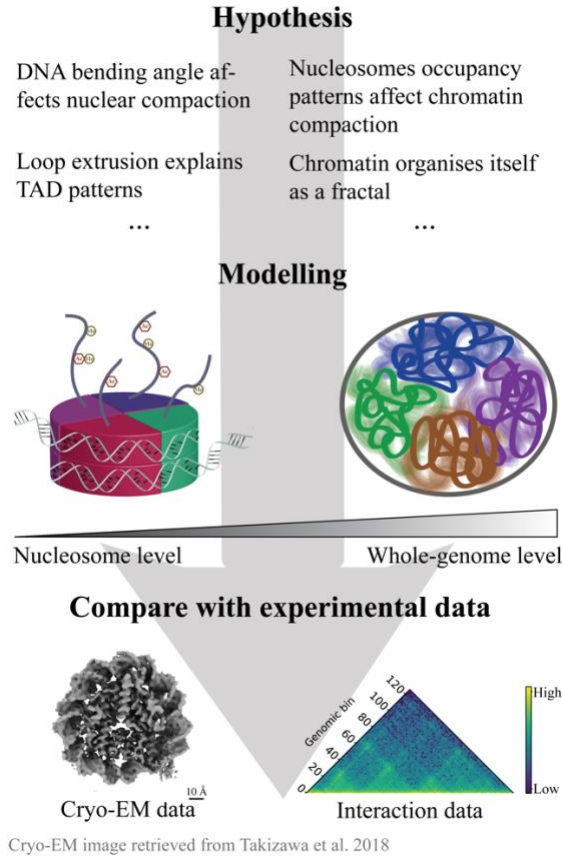 Hypothesis
DNA bending angle af-
fects nuclear compaction
Nucleosomes occupancy
patterns affect chromatin
compaction
Loop extrusion explains
TAD patterns
Chromatin organises itself
as a fractal
...
...
Modelling
Ac
Ac
Ac
Nucleosome level
Whole-genome level
Compare with experimental data
10 Å
Cryo-EM data
Genomic bin
0
20
40
60
80
100
120
High
Low
Interaction data
Cryo-EM image retrieved from Takizawa et al. 2018